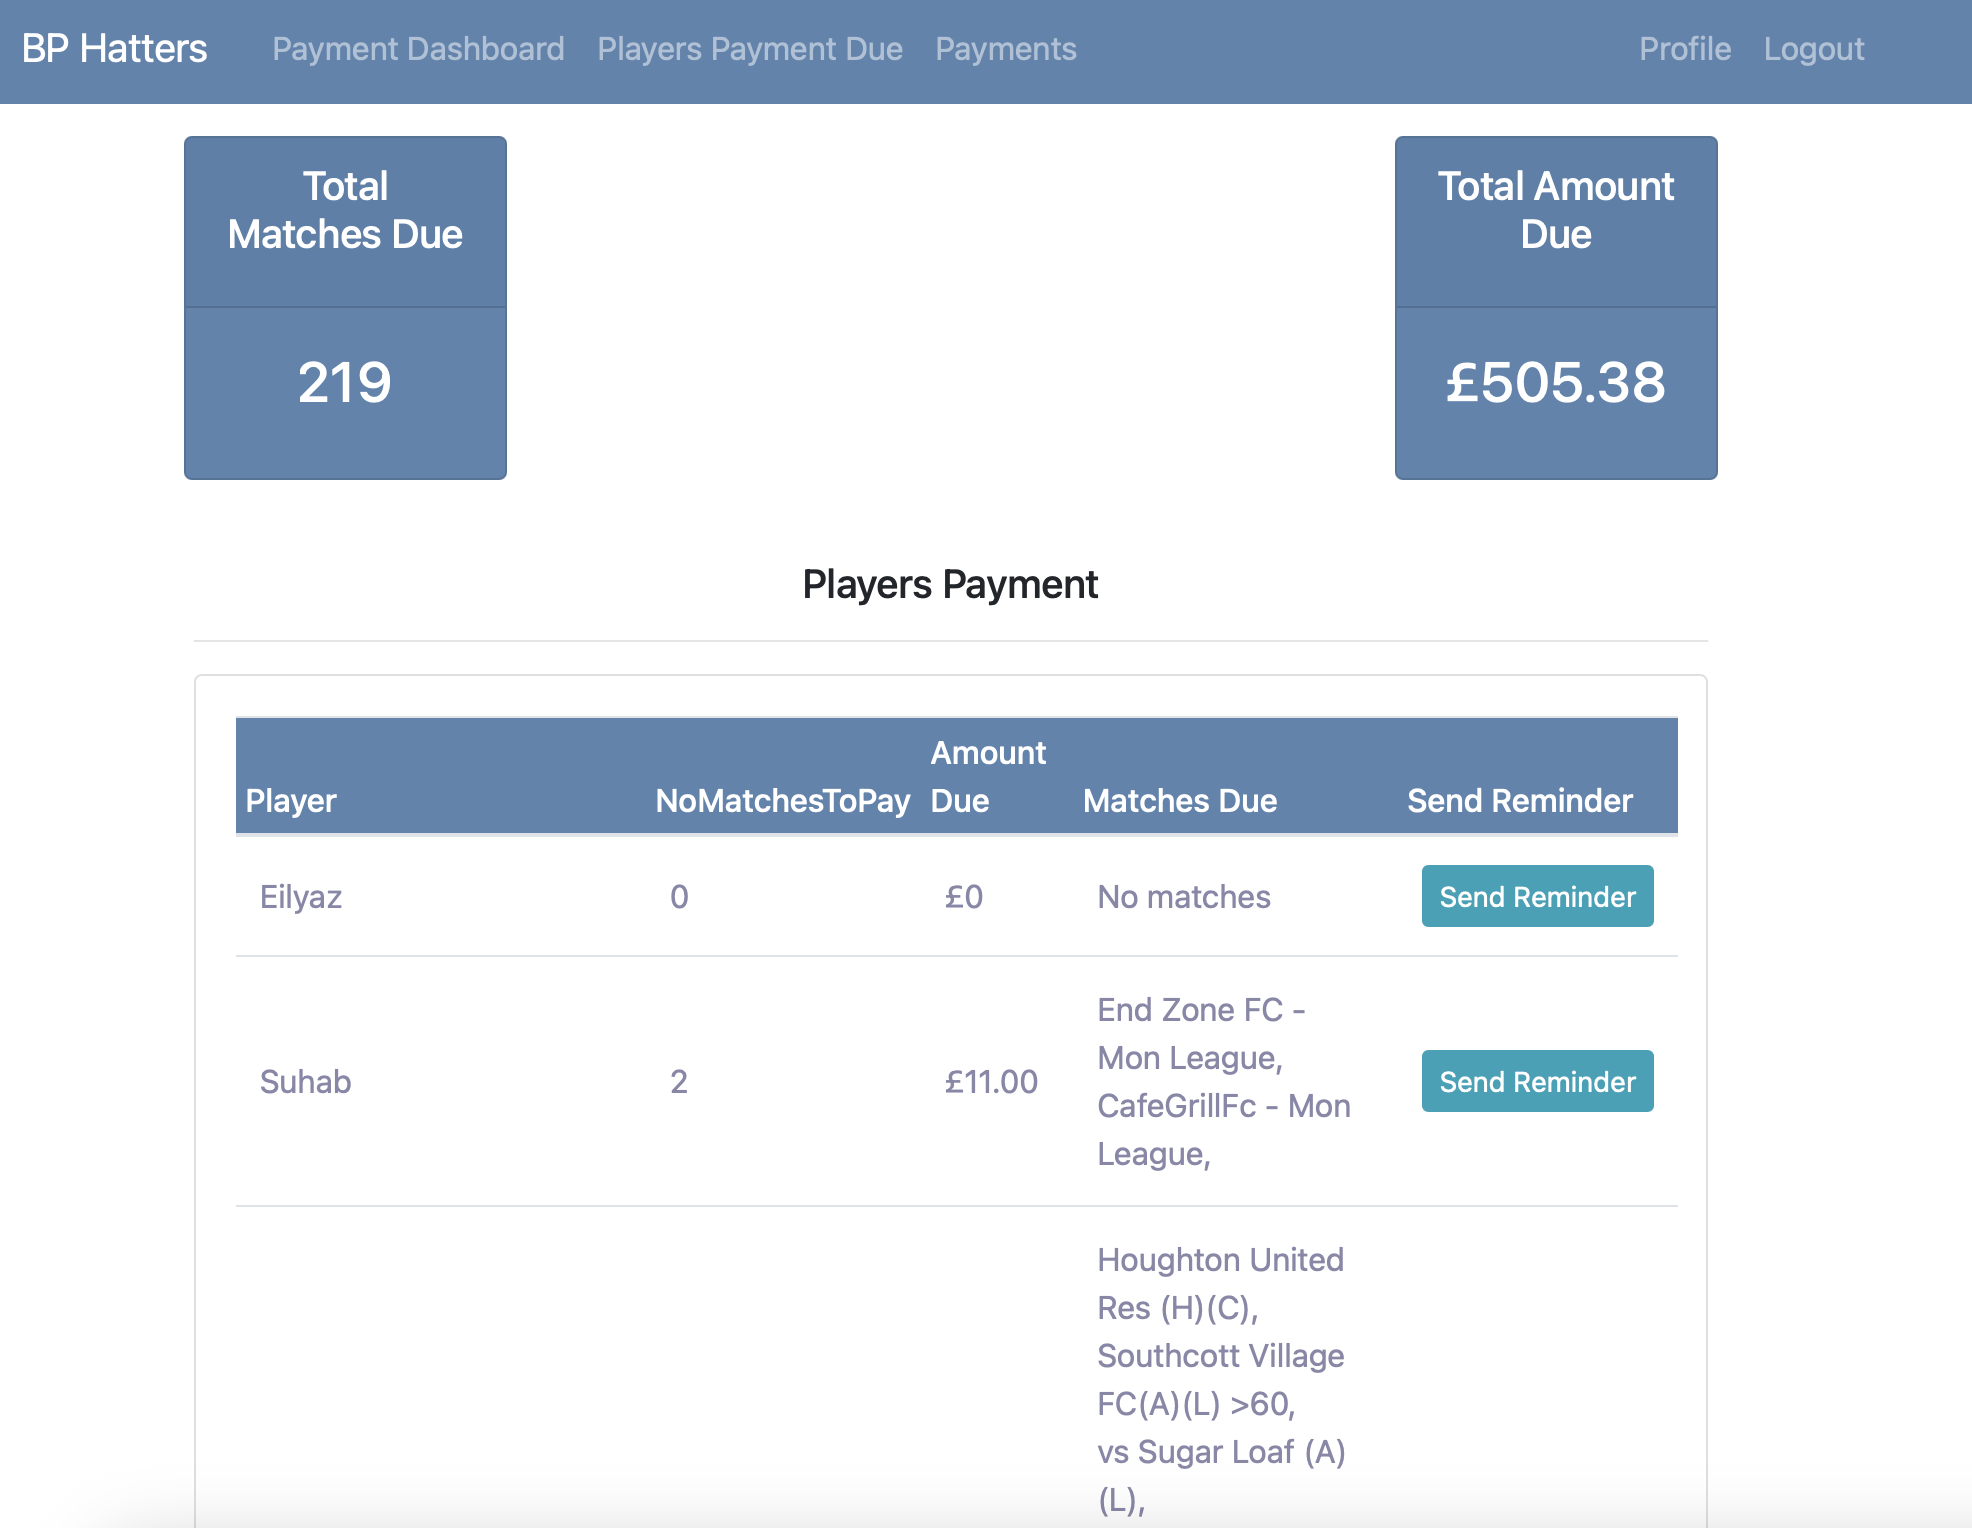 BP Hatters Payment Dashboard Players Payment Due Payments Profile Logout
Total
Matches Due
219
Total Amount
Due
£505.38
Players Payment
Player NoMatchesToPay Amount Due Matches Due Send Reminder
Eilyaz 0 £0 No matches Send Reminder
Suhab 2 £11.00
End Zone FC -
Mon League,
CafeGrillFc - Mon
League,
Send Reminder
Houghton United
Res (H)(C),
Southcott Village
FC(A)(L) >60,
vs Sugar Loaf (A)
(L),